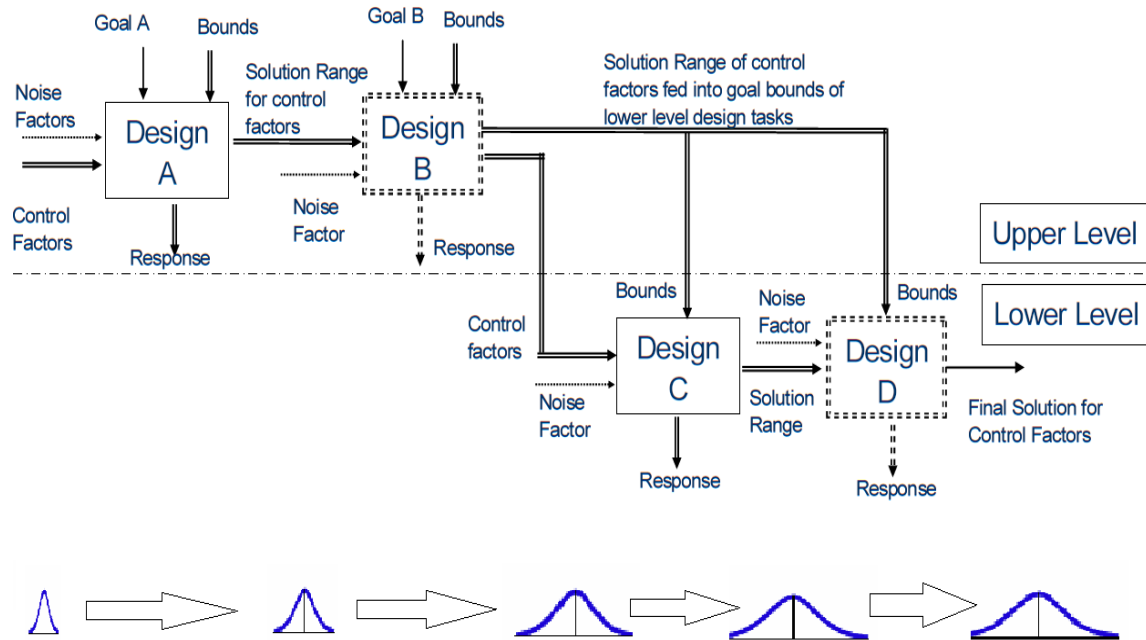 Goal A
Bounds
Goal B
Bounds
Noise
Factors
Design
A
Control
Factors
Response
Solution Range
for control
factors
Design
B
Noise
Factor
Response
Solution Range of control
factors fed into goal bounds of
lower level design tasks
Upper Level
Lower Level
Control
factors
Bounds
Design
C
Noise
Factor
Response
Noise
Factor
Solution
Range
Bounds
Design
D
Response
Final Solution for
Control Factors